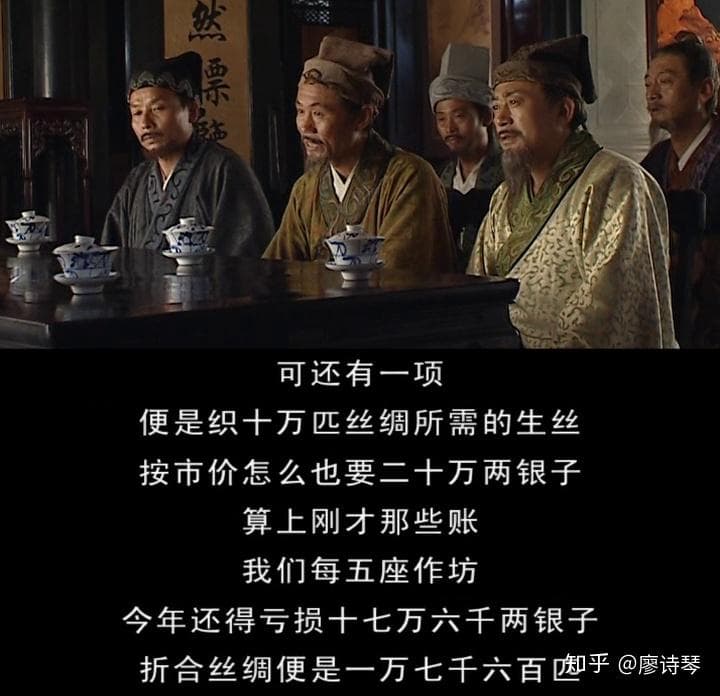 然
标
可还有一项
便是织十万匹丝绸所需的生丝
按市价怎么也要二十万两银子
算上刚才那些账
我们每五座作坊
今年还得亏损十七万六千两银子
折合丝绸便是一万七千六百匹
知乎 @廖诗琴